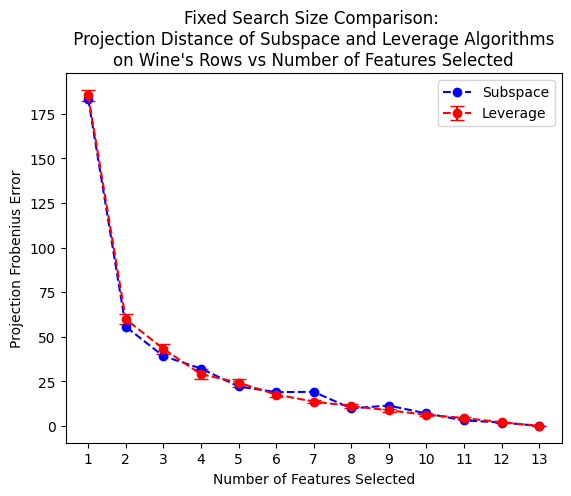 Fixed Search Size Comparison:
Projection Distance of Subspace and Leverage Algorithms
on Wine's Rows vs Number of Features Selected
Subspace
Leverage
Projection Frobenius Error
175
150
125
100
75
50
25
0
1 2 3 4 5 6 7 8 9 10 11 12 13
Number of Features Selected